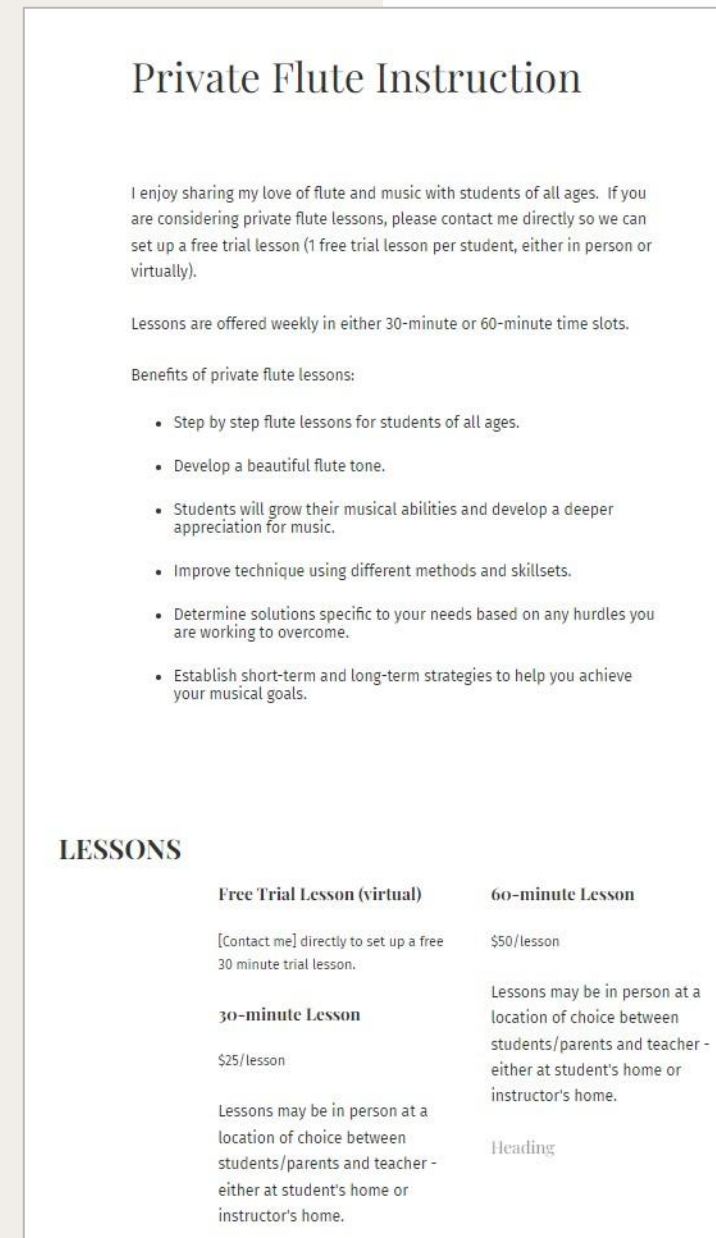 Private Flute Instruction
I enjoy sharing my love of flute and music with students of all ages.  If you
are considering private flute lessons, please contact me directly so we can
set up a free trial lesson (1 free trial lesson per student, either in person or
virtually).
Lessons are offered weekly in either 30-minute or 60-minute time slots.
Benefits of private flute lessons:
• Step by step flute lessons for students of all ages.
• Develop a beautiful flute tone.
• Students will grow their musical abilities and develop a deeper
appreciation for music.
• Improve technique using different methods and skillsets.
• Determine solutions specific to your needs based on any hurdles you
are working to overcome.
• Establish short-term and long-term strategies to help you achieve
your musical goals.
LESSONS
Free Trial Lesson (virtual)
[Contact me] directly to set up a free
30 minute trial lesson.
30-minute Lesson
$25/lesson
Lessons may be in person at a
location of choice between
students/parents and teacher -
either at student's home or
instructor's home.
60-minute Lesson
$50/lesson
Lessons may be in person at a
location of choice between
students/parents and teacher -
either at student's home or
instructor's home.
Heading